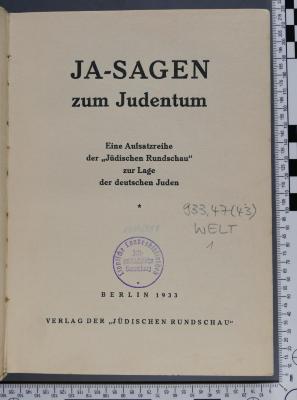 JA-SAGEN
zum Judentum
Eine Aufsatzreihe
der „Jüdischen Rundschau"
zur Lage
der deutschen Juden
*
933,47(43)
WELT
1
BERLIN 1933
VERLAG DER „JÜDISCHEN RUNDSCHAU"